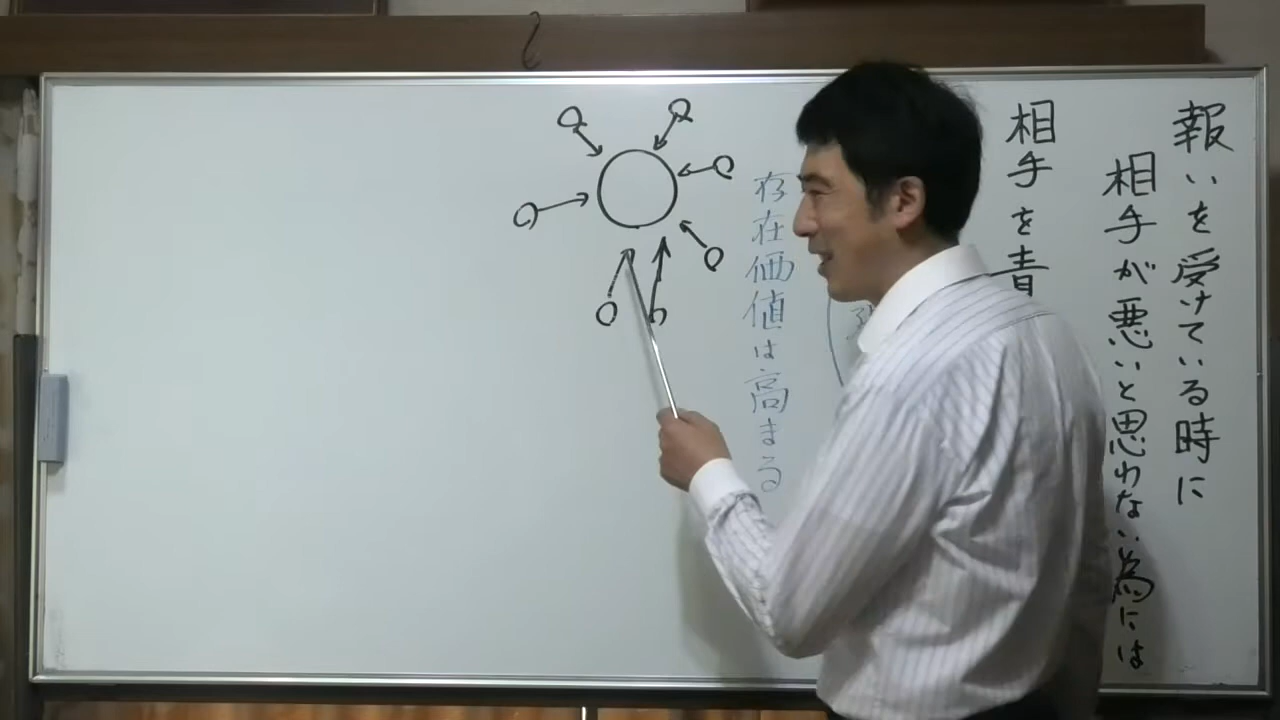 報いを受けている時に
相手が悪いと思わない為には
相手を責
存在価値は高まる